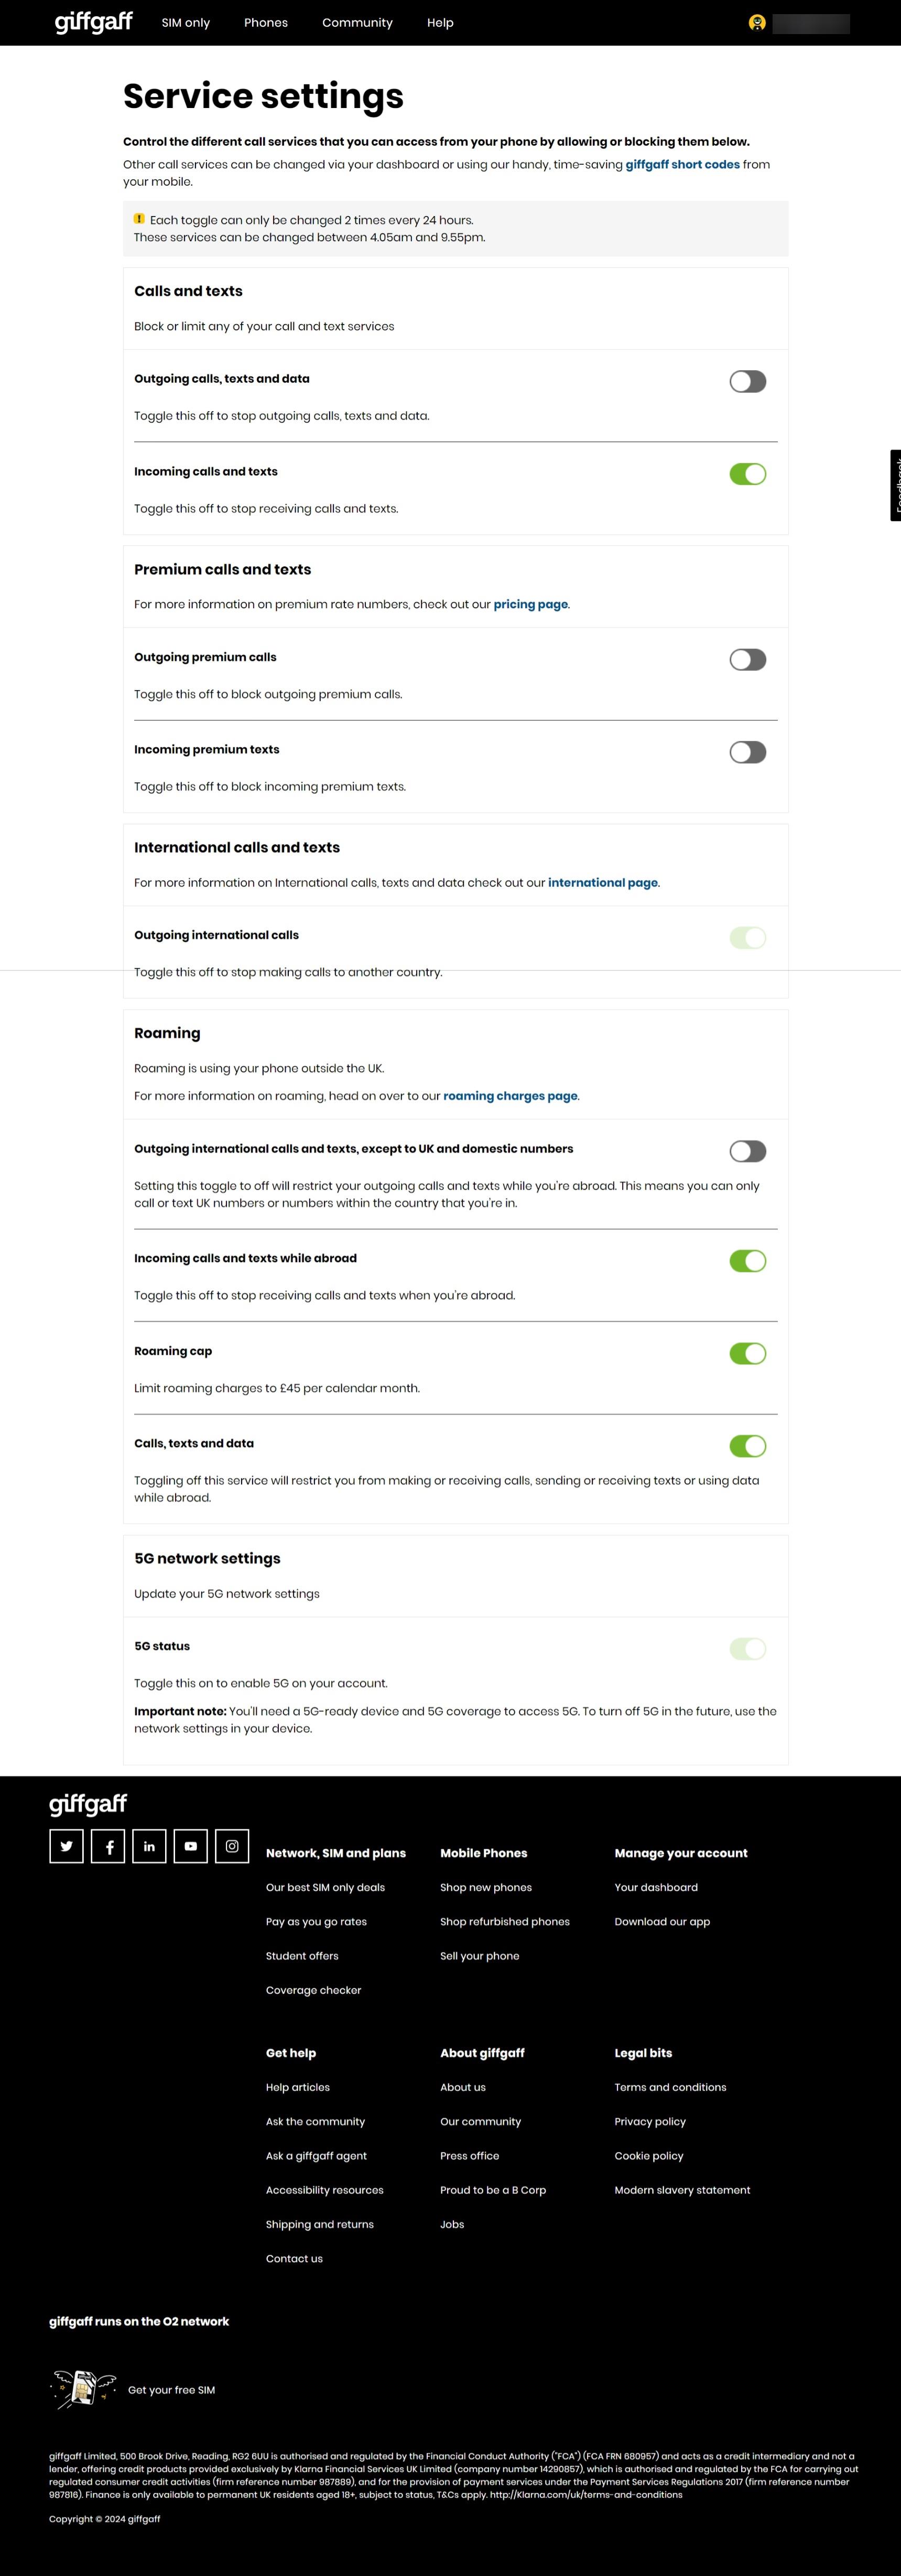 giffgaff
SIM only
Phones
Community
Help
Service settings
Control the different call services that you can access from your phone by allowing or blocking them below.
Other call services can be changed via your dashboard or using our handy, time-saving giffgaff short codes from
your mobile.
Each toggle can only be changed 2 times every 24 hours.
These services can be changed between 4.05am and 9.55pm.
Calls and texts
Block or limit any of your call and text services
Outgoing calls, texts and data
Toggle this off to stop outgoing calls, texts and data.
Incoming calls and texts
Toggle this off to stop receiving calls and texts.
Feedback
Premium calls and texts
For more information on premium rate numbers, check out our pricing page.
Outgoing premium calls
Toggle this off to block outgoing premium calls.
Incoming premium texts
Toggle this off to block incoming premium texts.
International calls and texts
For more information on International calls, texts and data check out our international page.
Outgoing international calls
Toggle this off to stop making calls to another country.
Roaming
Roaming is using your phone outside the UK.
For more information on roaming, head on over to our roaming charges page.
Outgoing international calls and texts, except to UK and domestic numbers
Setting this toggle to off will restrict your outgoing calls and texts while you're abroad. This means you can only
call or text UK numbers or numbers within the country that you're in.
Incoming calls and texts while abroad
Toggle this off to stop receiving calls and texts when you're abroad.
Roaming cap
Limit roaming charges to £45 per calendar month.
Calls, texts and data
Toggling off this service will restrict you from making or receiving calls, sending or receiving texts or using data
while abroad.
5G network settings
Update your 5G network settings
5G status
Toggle this on to enable 5G on your account.
Important note: You'll need a 5G-ready device and 5G coverage to access 5G. To turn off 5G in the future, use the
network settings in your device.
giffgaff
Network, SIM and plans
Our best SIM only deals
Pay as you go rates
Student offers
Coverage checker
Mobile Phones
Shop new phones
Shop refurbished phones
Sell your phone
Manage your account
Your dashboard
Download our app
Get help
Help articles
Ask the community
Ask a giffgaff agent
Accessibility resources
Shipping and returns
Contact us
About giffgaff
About us
Our community
Press office
Proud to be a B Corp
Jobs
Legal bits
Terms and conditions
Privacy policy
Cookie policy
Modern slavery statement
giffgaff runs on the O2 network
Get your free SIM
giffgaff Limited, 500 Brook Drive, Reading, RG2 6UU is authorised and regulated by the Financial Conduct Authority ("FCA") (FCA FRN 680957) and acts as a credit intermediary and not a
lender, offering credit products provided exclusively by Klarna Financial Services UK Limited (company number 14290857), which is authorised and regulated by the FCA for carrying out
regulated consumer credit activities (firm reference number 987889), and for the provision of payment services under the Payment Services Regulations 2017 (firm reference number
987816). Finance is only available to permanent UK residents aged 18+, subject to status, T&Cs apply. http://Klarna.com/uk/terms-and-conditions
Copyright © 2024 giffgaff